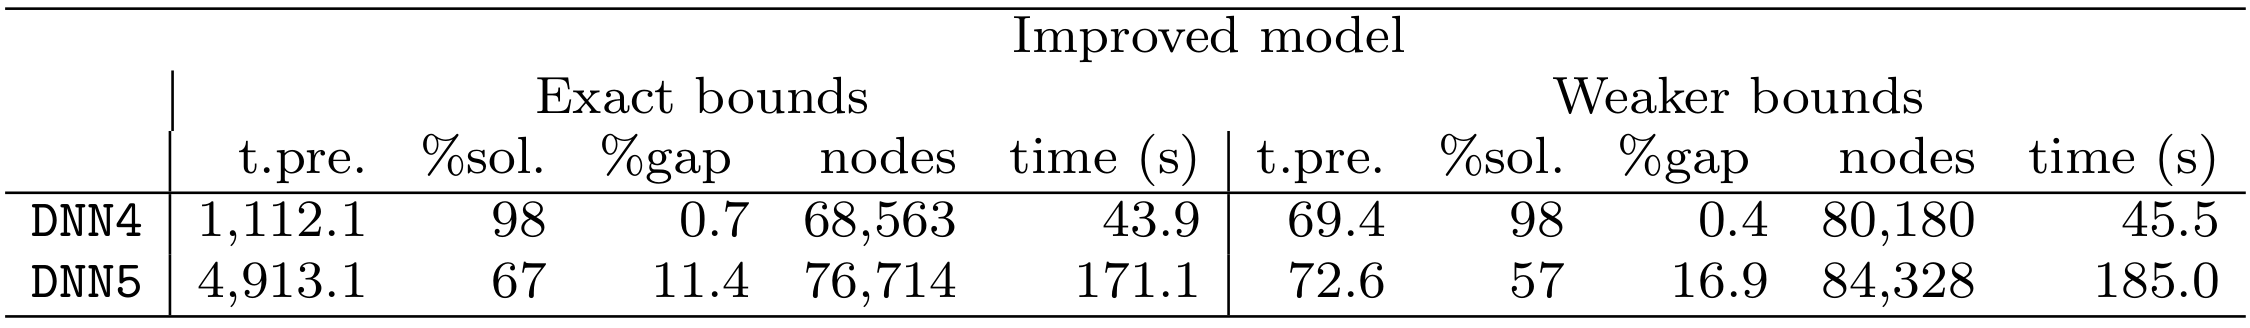 Improved model
Exact bounds Weaker bounds
t.pre. %sol. %gap nodes time (s) t.pre. %sol. %gap nodes time (s)
DNN4 1,112.1 98 0.7 68,563 43.9 69.4 98 0.4 80,180 45.5
DNN5 4,913.1 67 11.4 76,714 171.1 72.6 57 16.9 84,328 185.0